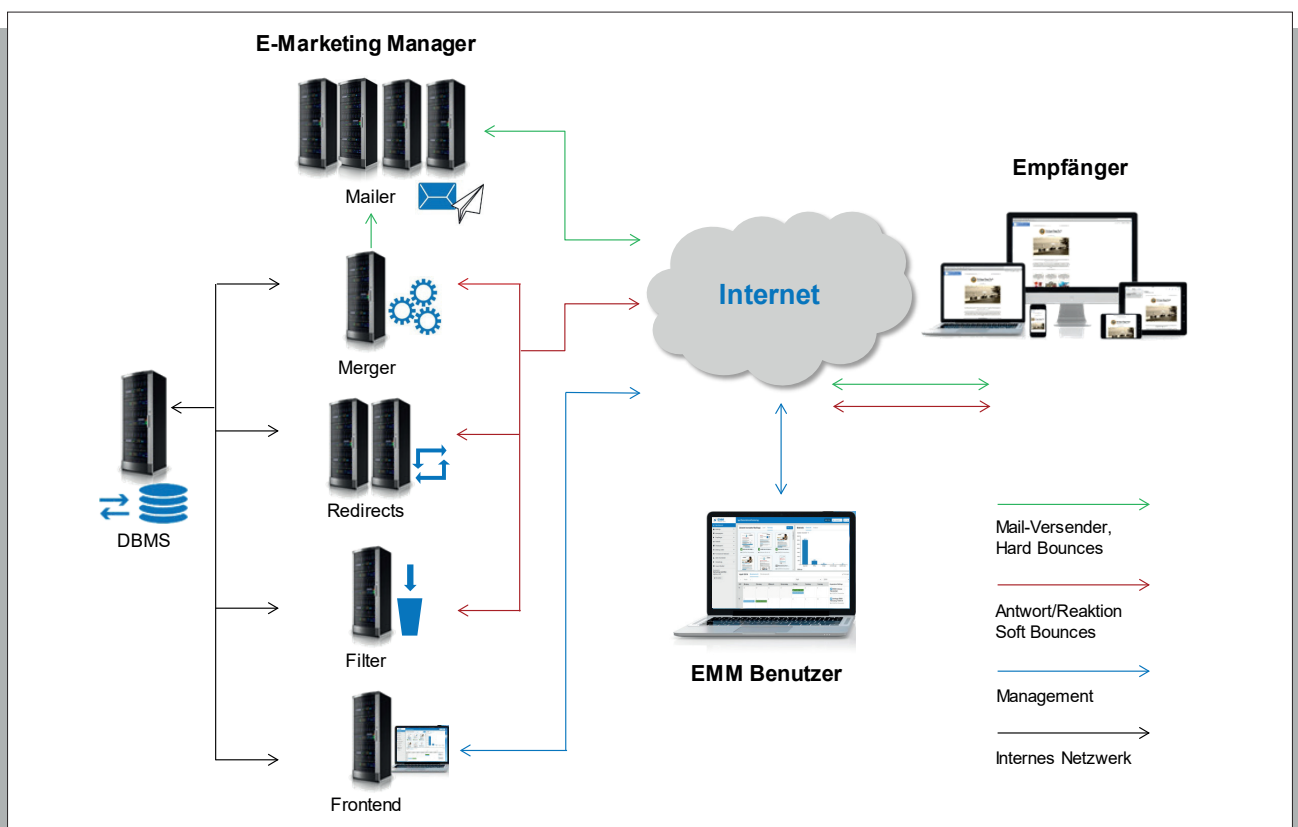 E-Marketing Manager
Mailer
Empfänger
Internet
Merger
Redirects
DBMS
Filter
Frontend
EMM Benutzer
Mail-Versender,
Hard Bounces
Antwort/Reaktion
Soft Bounces
Management
Internes Netzwerk